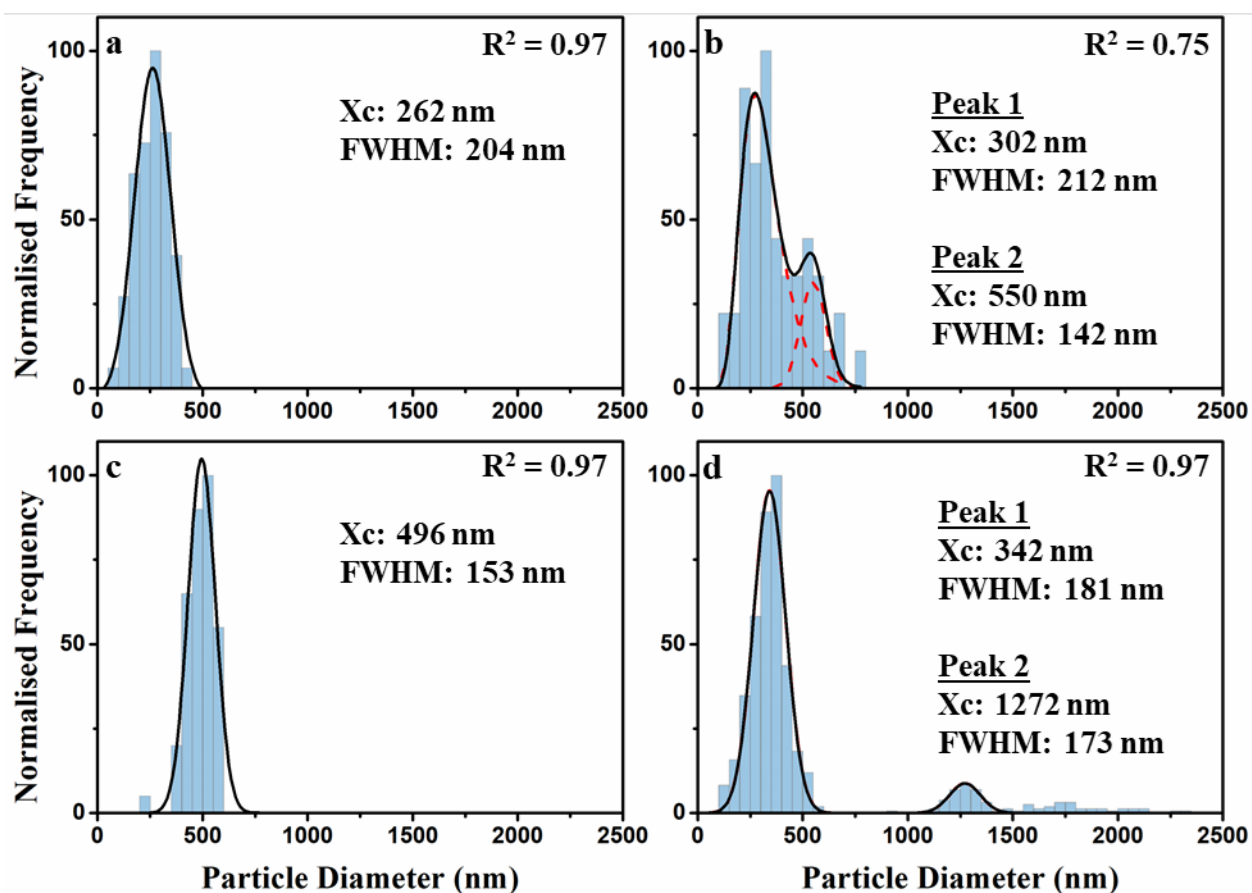 a
R² = 0.97
Xc: 262 nm
FWHM: 204 nm
Normalised Frequency
100
50
0
0 500 1000 1500 2000 2500
b
R² = 0.75
Peak 1
Xc: 302 nm
FWHM: 212 nm
Peak 2
Xc: 550 nm
FWHM: 142 nm
100
50
0
0 500 1000 1500 2000 2500
c
R² = 0.97
Xc: 496 nm
FWHM: 153 nm
Normalised Frequency
100
50
0
0 500 1000 1500 2000 2500
Particle Diameter (nm)
d
R² = 0.97
Peak 1
Xc: 342 nm
FWHM: 181 nm
Peak 2
Xc: 1272 nm
FWHM: 173 nm
100
50
0
0 500 1000 1500 2000 2500
Particle Diameter (nm)